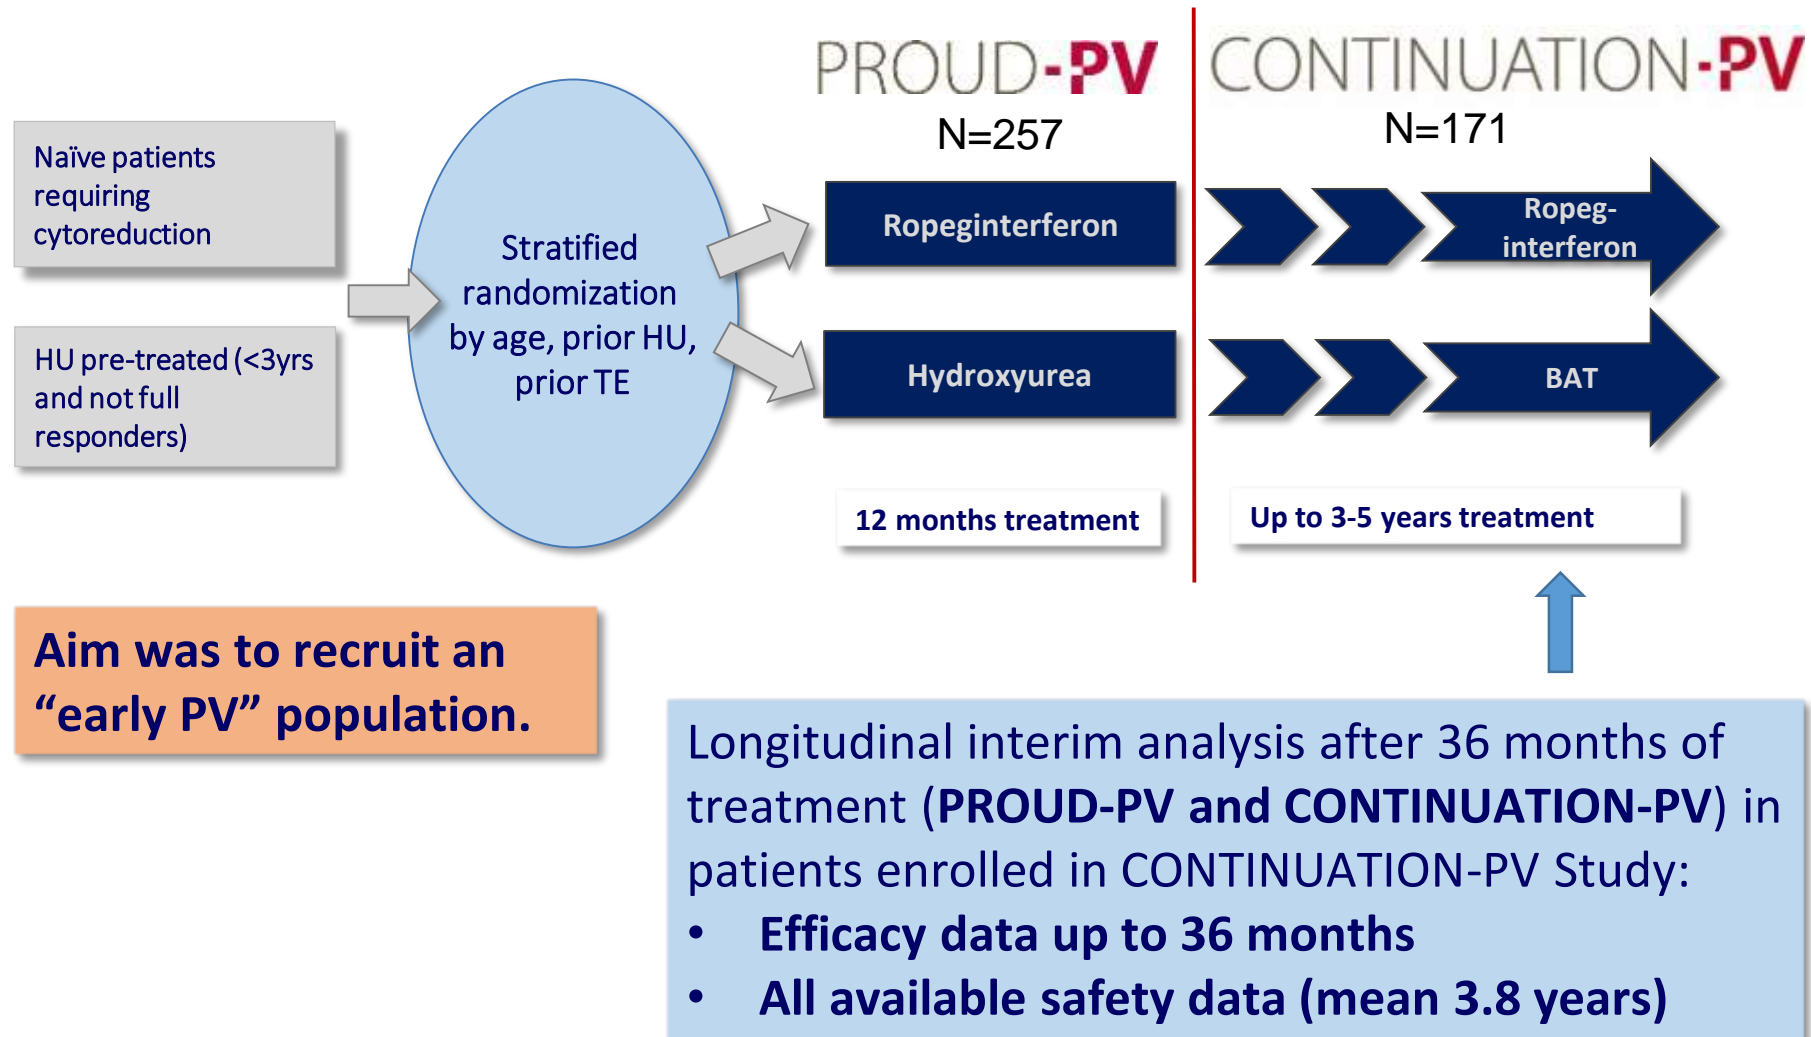 PROUD-PV
CONTINUATION-PV
N=257
N=171
Naïve patients
requiring
cytoreduction
HU pre-treated (<3yrs
and not full
responders)
Stratified
randomization
by age, prior HU,
prior TE
Ropeginterferon
Ropeg-
interferon
Hydroxyurea
BAT
12 months treatment
Up to 3-5 years treatment
Aim was to recruit an
“early PV” population.
Longitudinal interim analysis after 36 months of
treatment (PROUD-PV and CONTINUATION-PV) in
patients enrolled in CONTINUATION-PV Study:
• Efficacy data up to 36 months
• All available safety data (mean 3.8 years)